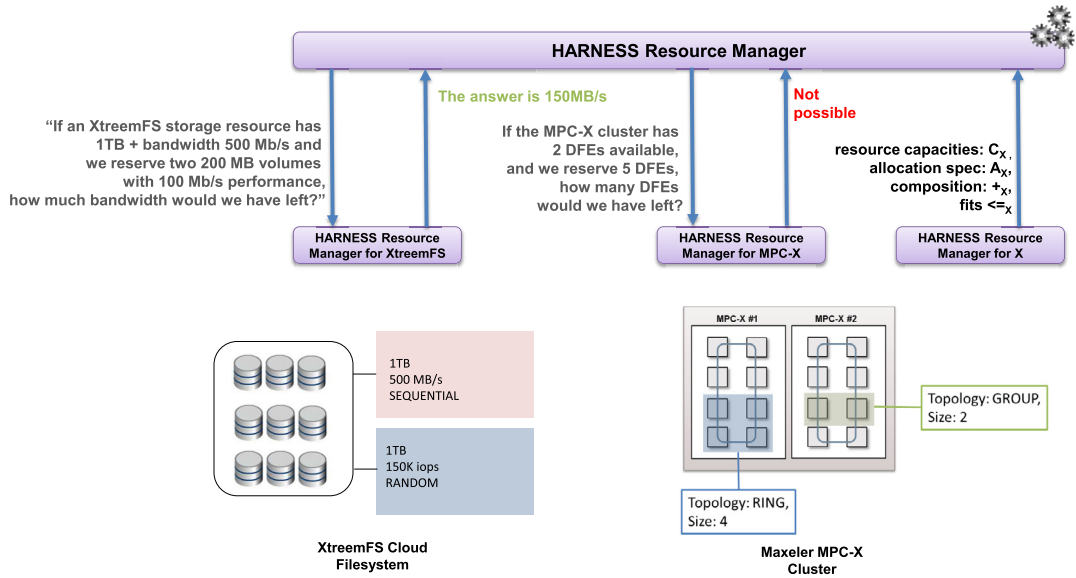 HARNESS Resource Manager
The answer is 150MB/s
Not
possible
“If an XtreemFS storage resource has
1TB + bandwidth 500 Mb/s and
we reserve two 200 MB volumes
with 100 Mb/s performance,
how much bandwidth would we have left?”
If the MPC-X cluster has
2 DFEs available,
and we reserve 5 DFEs,
how many DFEs
would we have left?
resource capacities: CX ,
allocation spec: AX,
composition: +X,
fits <=X
HARNESS Resource
Manager for XtreemFS
HARNESS Resource
Manager for MPC-X
HARNESS Resource
Manager for X
1TB
500 MB/s
SEQUENTIAL
1TB
150K iops
RANDOM
XtreemFS Cloud
Filesystem
MPC-X #1
MPC-X #2
Topology: GROUP,
Size: 2
Topology: RING,
Size: 4
Maxeler MPC-X
Cluster